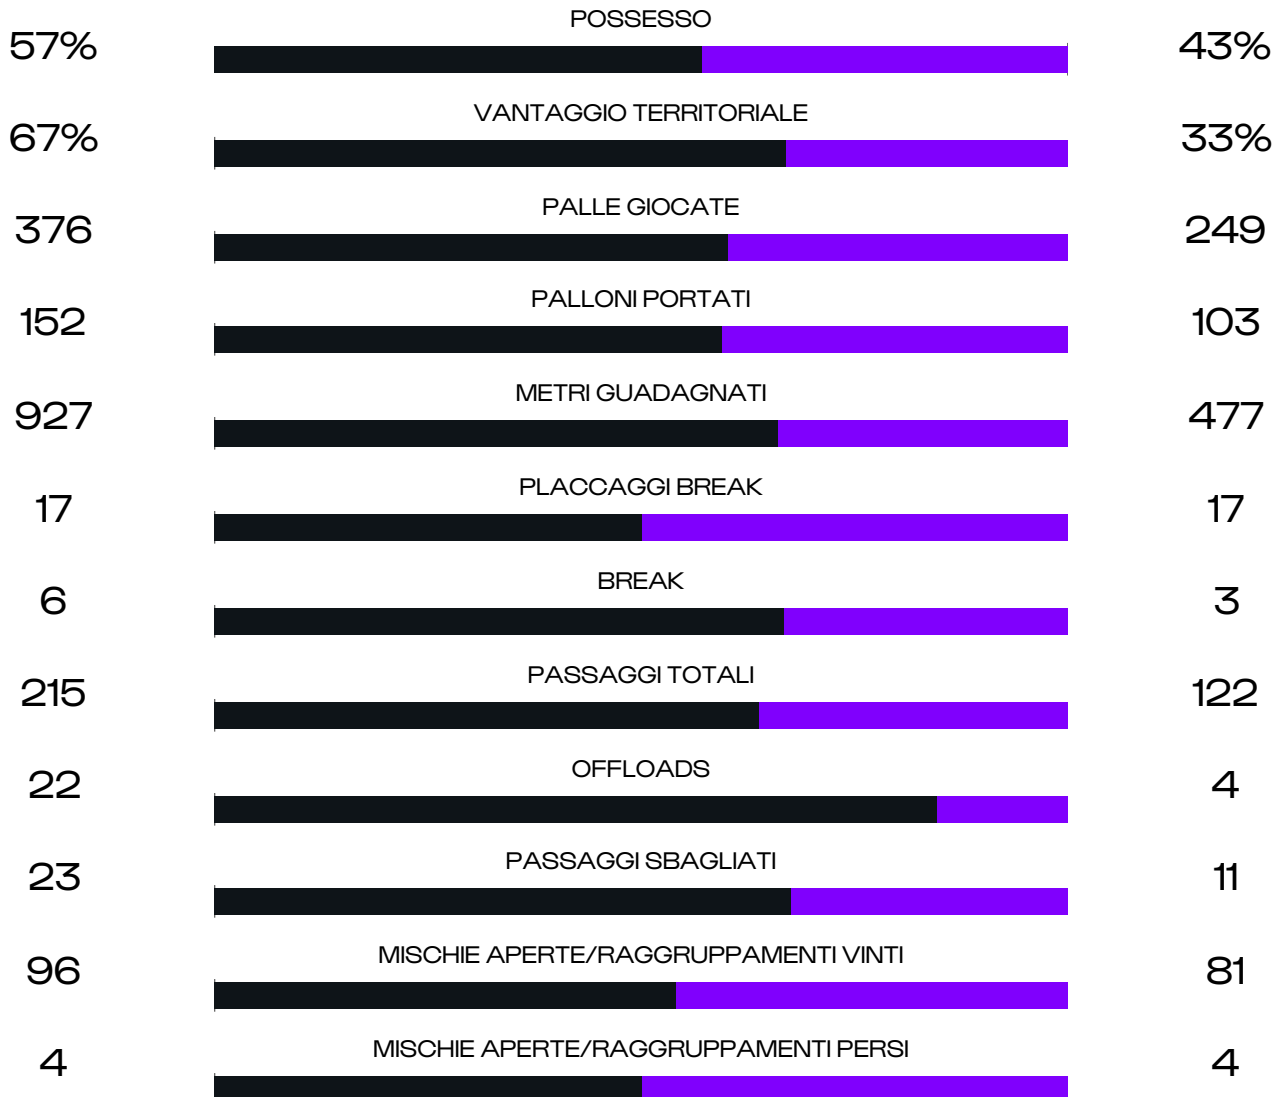 POSSESSO
57% 43%
VANTAGGIO TERRITORIALE
67% 33%
PALLE GIOCATE
376 249
PALLONI PORTATI
152 103
METRI GUADAGNATI
927 477
PLACCAGGI BREAK
17 17
BREAK
6 3
PASSAGGI TOTALI
215 122
OFFLOADS
22 4
PASSAGGI SBAGLIATI
23 11
MISCHIE APERTE/RAGGRUPPAMENTI VINTI
96 81
MISCHIE APERTE/RAGGRUPPAMENTI PERSI
4 4